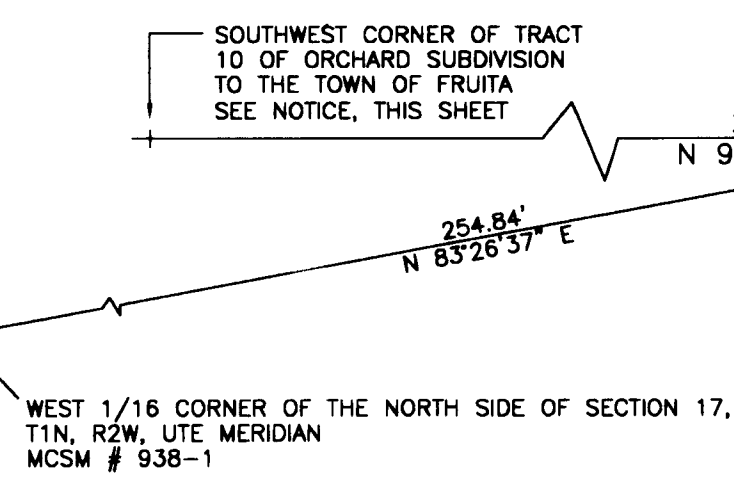 SOUTHWEST CORNER OF TRACT
10 OF ORCHARD SUBDIVISION
TO THE TOWN OF FRUITA
SEE NOTICE, THIS SHEET
N 9
254.84'
N 83°26'37" E
WEST 1/16 CORNER OF THE NORTH SIDE OF SECTION 17,
T1N, R2W, UTE MERIDIAN
MCSM # 938-1